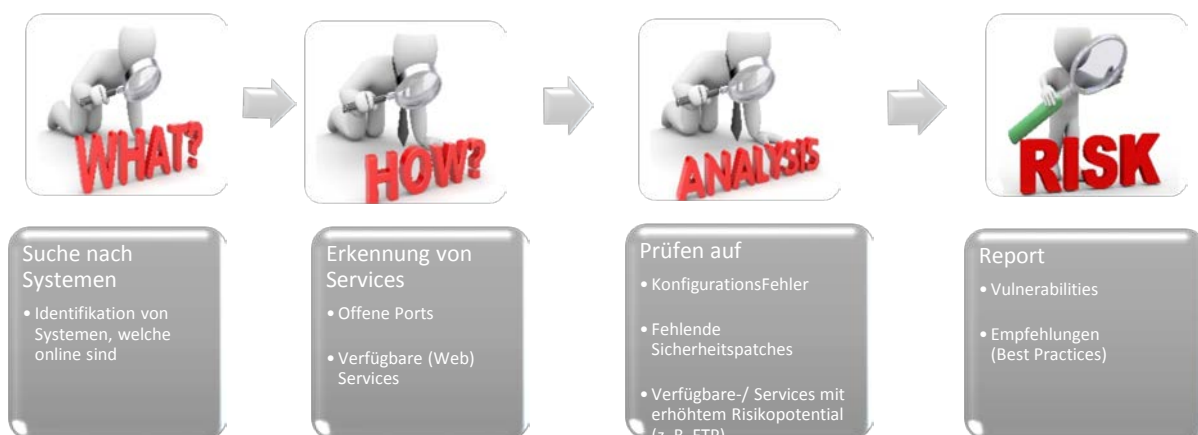 WHAT?
HOW?
ANALYSIS
RISK
Suche nach
Systemen
• Identifikation von
Systemen, welche
online sind
Erkennung von
Services
• Offene Ports
• Verfügbare (Web)
Services
Prüfen auf
• KonfigurationsFehler
• Fehlende
Sicherheitspatches
• Verfügbare-/ Services mit
erhöhtem Risikopotential
(z. B. FTP)
Report
• Vulnerabilities
• Empfehlungen
(Best Practices)